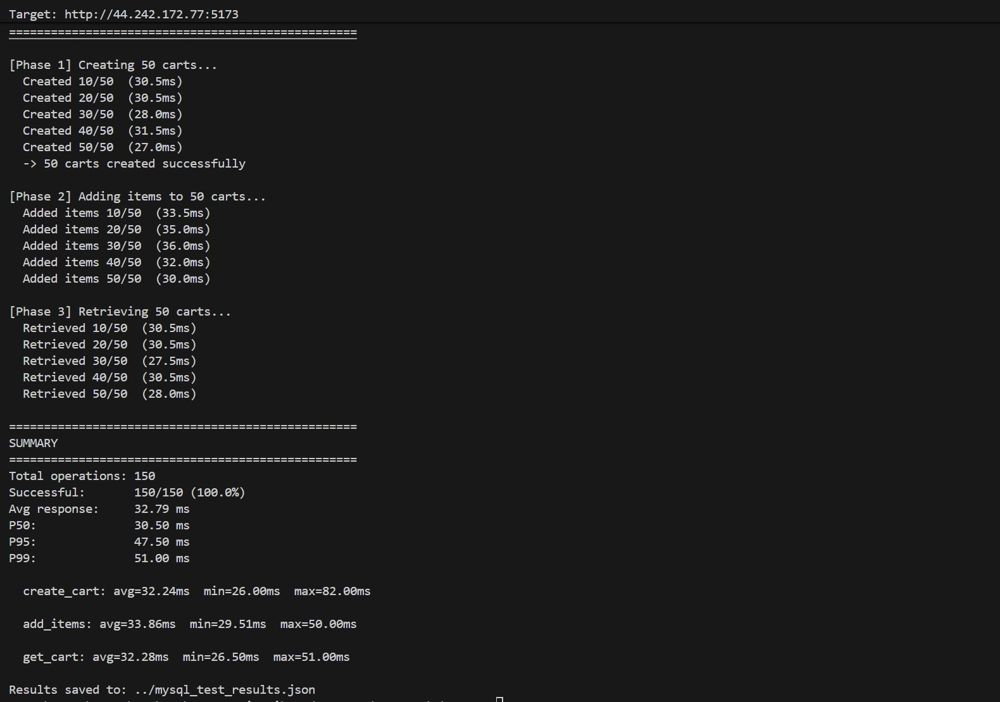 Target: http://44.242.172.77:5173
==================================================
[Phase 1] Creating 50 carts...
  Created 10/50  (30.5ms)
  Created 20/50  (30.5ms)
  Created 30/50  (28.0ms)
  Created 40/50  (31.5ms)
  Created 50/50  (27.0ms)
  -> 50 carts created successfully
[Phase 2] Adding items to 50 carts...
  Added items 10/50  (33.5ms)
  Added items 20/50  (35.0ms)
  Added items 30/50  (36.0ms)
  Added items 40/50  (32.0ms)
  Added items 50/50  (30.0ms)
[Phase 3] Retrieving 50 carts...
  Retrieved 10/50  (30.5ms)
  Retrieved 20/50  (30.5ms)
  Retrieved 30/50  (27.5ms)
  Retrieved 40/50  (30.5ms)
  Retrieved 50/50  (28.0ms)
==================================================
SUMMARY
==================================================
Total operations: 150
Successful:       150/150 (100.0%)
Avg response:     32.79 ms
P50:              30.50 ms
P95:              47.50 ms
P99:              51.00 ms
  create_cart: avg=32.24ms  min=26.00ms  max=82.00ms
  add_items: avg=33.86ms  min=29.51ms  max=50.00ms
  get_cart: avg=32.28ms  min=26.50ms  max=51.00ms
Results saved to: ../mysql_test_results.json